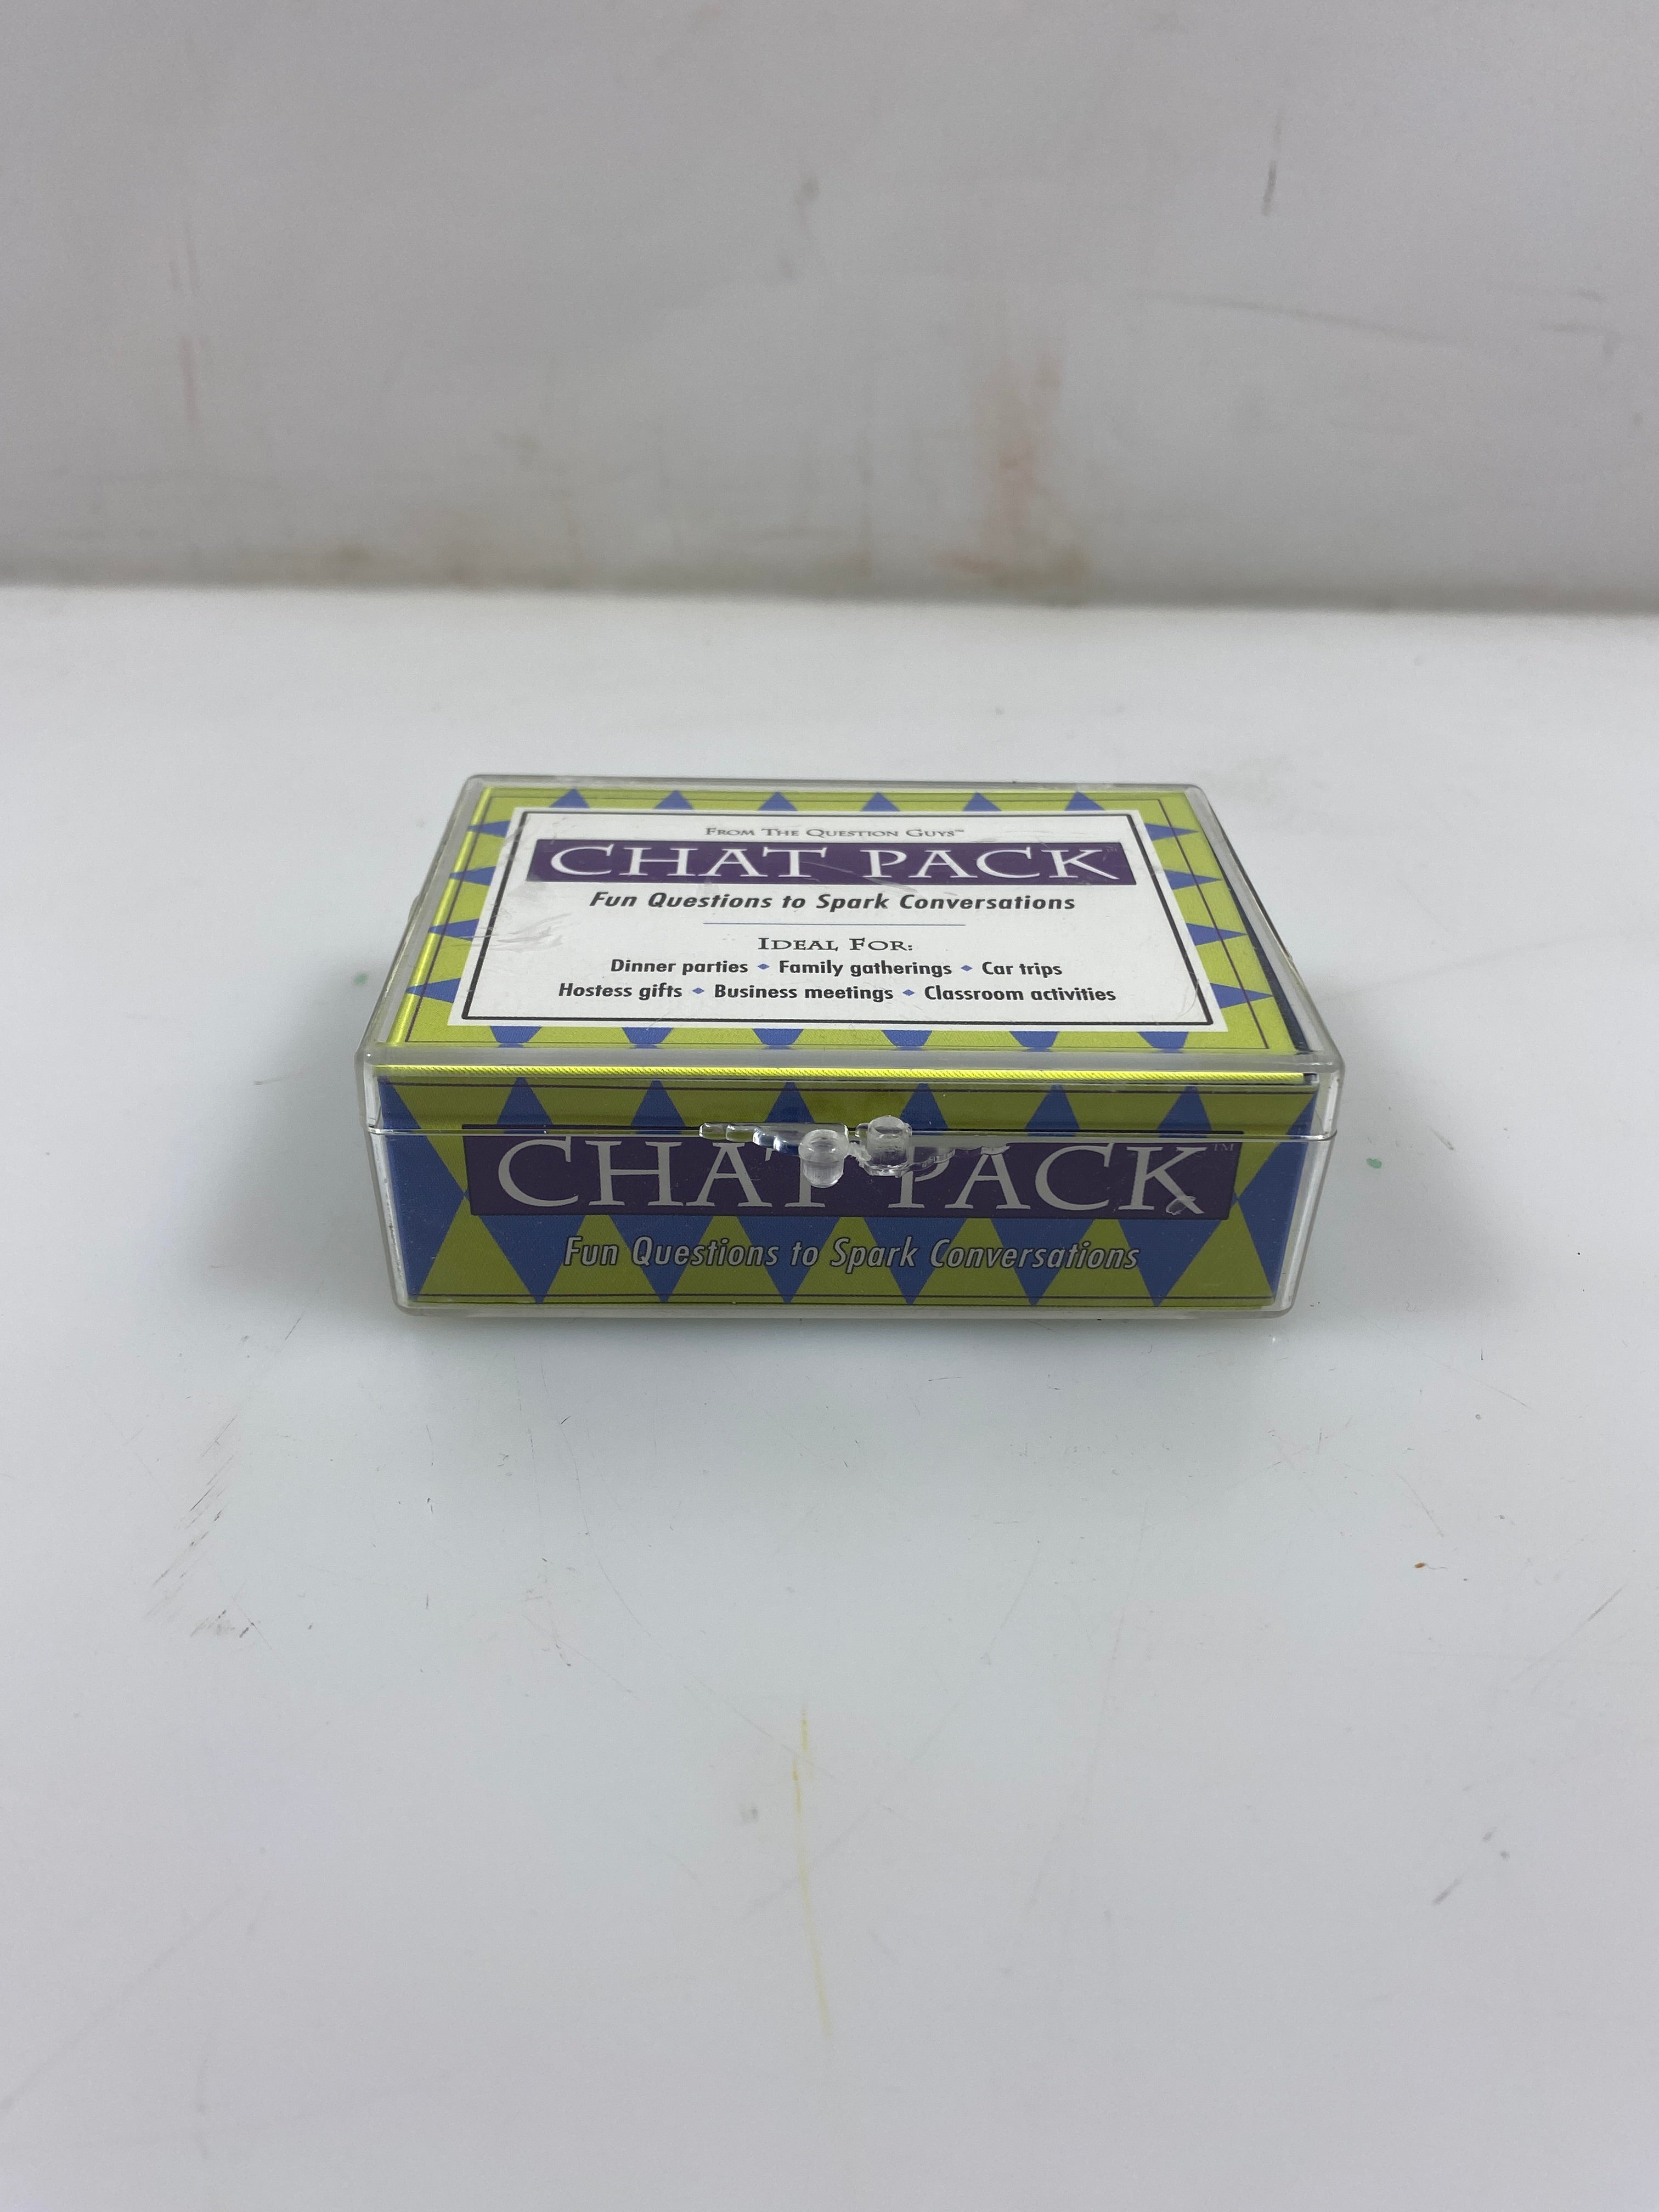 FROM THE QUESTION GUYS™
CHAT PACK™
Fun Questions to Spark Conversations
IDEAL FOR:
Dinner parties ◆ Family gatherings ◆ Car trips
Hostess gifts ◆ Business meetings ◆ Classroom activities
CHAT PACK™
Fun Questions to Spark Conversations